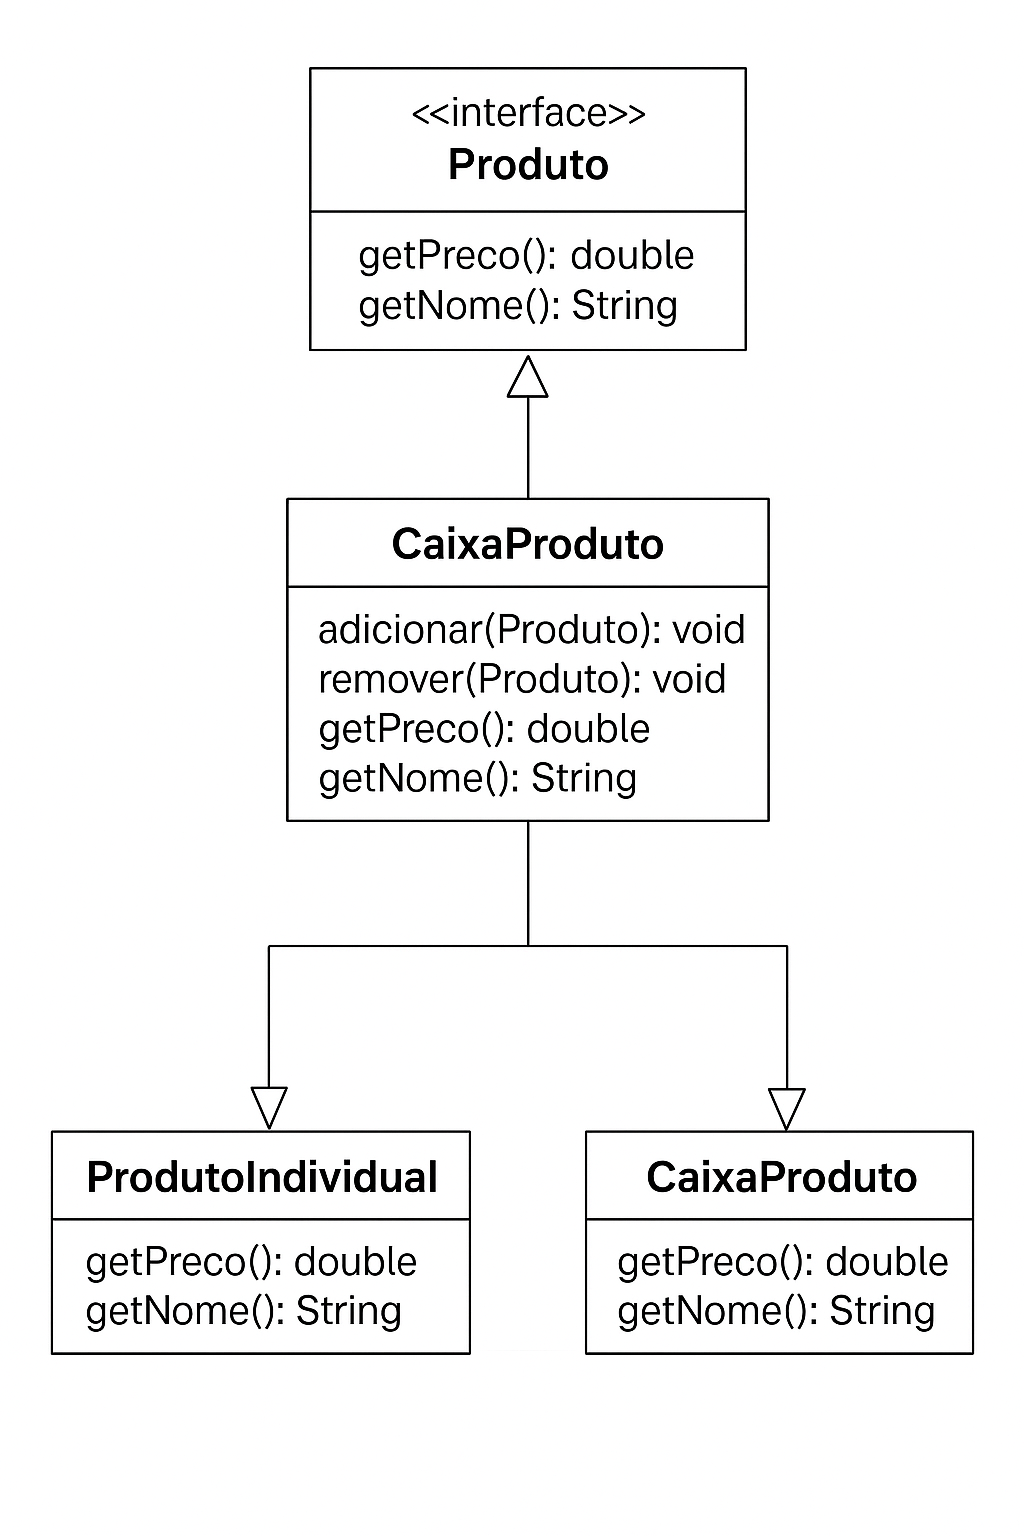 <<interface>>
Produto
getPreco(): double
getNome(): String
CaixaProduto
adicionar(Produto): void
remover(Produto): void
getPreco(): double
getNome(): String
ProdutoIndividual
getPreco(): double
getNome(): String
CaixaProduto
getPreco(): double
getNome(): String